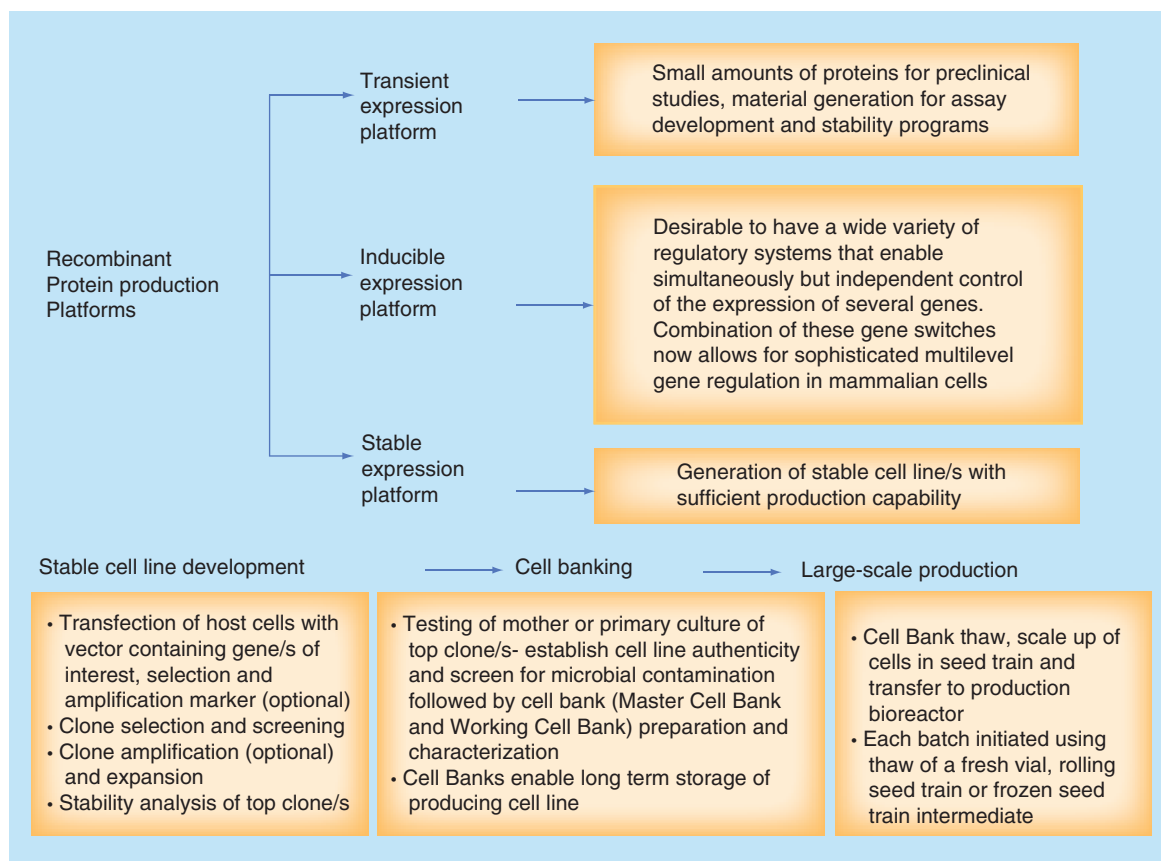 Recombinant
Protein production
Platforms
Transient
expression
platform
Small amounts of proteins for preclinical
studies, material generation for assay
development and stability programs
Inducible
expression
platform
Desirable to have a wide variety of
regulatory systems that enable
simultaneously but independent control
of the expression of several genes.
Combination of these gene switches
now allows for sophisticated multilevel
gene regulation in mammalian cells
Stable
expression
platform
Generation of stable cell line/s with
sufficient production capability
Stable cell line development
• Transfection of host cells with
vector containing gene/s of
interest, selection and
amplification marker (optional)
• Clone selection and screening
• Clone amplification (optional)
and expansion
• Stability analysis of top clone/s
Cell banking
• Testing of mother or primary culture of
top clone/s- establish cell line authenticity
and screen for microbial contamination
followed by cell bank (Master Cell Bank
and Working Cell Bank) preparation and
characterization
• Cell Banks enable long term storage of
producing cell line
Large-scale production
• Cell Bank thaw, scale up of
cells in seed train and
transfer to production
bioreactor
• Each batch initiated using
thaw of a fresh vial, rolling
seed train or frozen seed
train intermediate